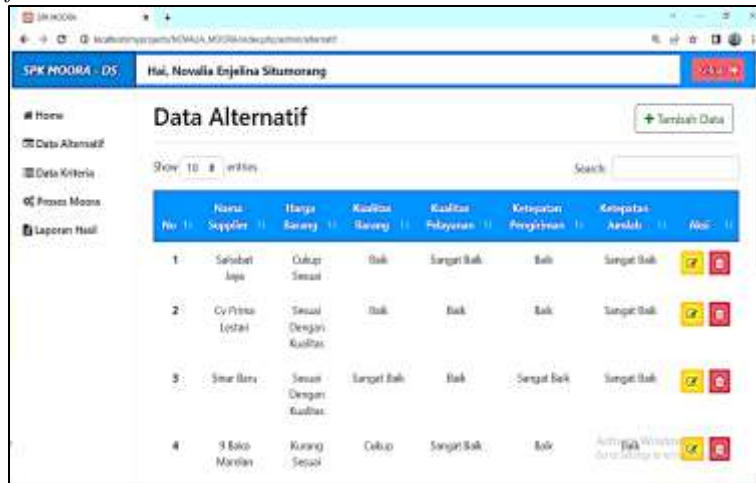 SPK MOORA
SPK MOORA - DS
Hai, Novalia Enjelina Situmorang
Home
Data Alternatif
Data Kriteria
Proses Moora
Laporan Hasil
Data Alternatif
+ Tambah Data
Show 10 entries
Search:
No Nama Supplier Harga Barang Kualitas Barang Kualitas Pelayanan Ketepatan Pengiriman Ketepatan Jumlah Aksi
1 Sahabat Jaya Cukup Sesuai Baik Sangat Baik Baik Sangat Baik
2 Cv Prima Lestari Sesuai Dengan Kualitas Baik Baik Baik Sangat Baik
3 Sinar Baru Sesuai Dengan Kualitas Sangat Baik Baik Sangat Baik Sangat Baik
4 9 Bako Marelan Kurang Sesuai Cukup Sangat Baik Baik Baik